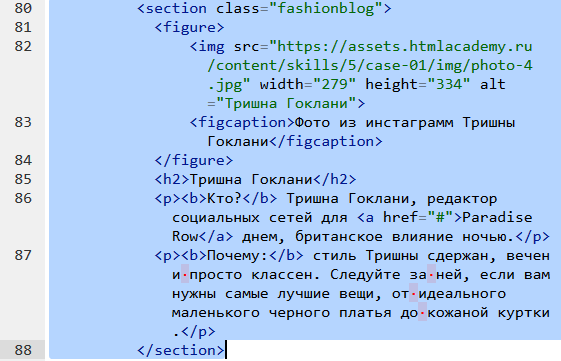 80 <section class="fashionblog">
81 <figure>
82 <img src="https://assets.htmlacademy.ru
/content/skills/5/case-01/img/photo-4
.jpg" width="279" height="334" alt
="Тришна Гоклани">
83 <figcaption>Фото из инстаграмм Тришны
Гоклани</figcaption>
84 </figure>
85 <h2>Тришна Гоклани</h2>
86 <p><b>Кто?</b> Тришна Гоклани, редактор
социальных сетей для <a href="#">Paradise
Row</a> днем, британское влияние ночью.</p>
87 <p><b>Почему:</b> стиль Тришны сдержан, вечен
и·просто классен. Следуйте за·ней, если вам
нужны самые лучшие вещи, от·идеального
маленького черного платья до·кожаной куртки
.</p>
88 </section>